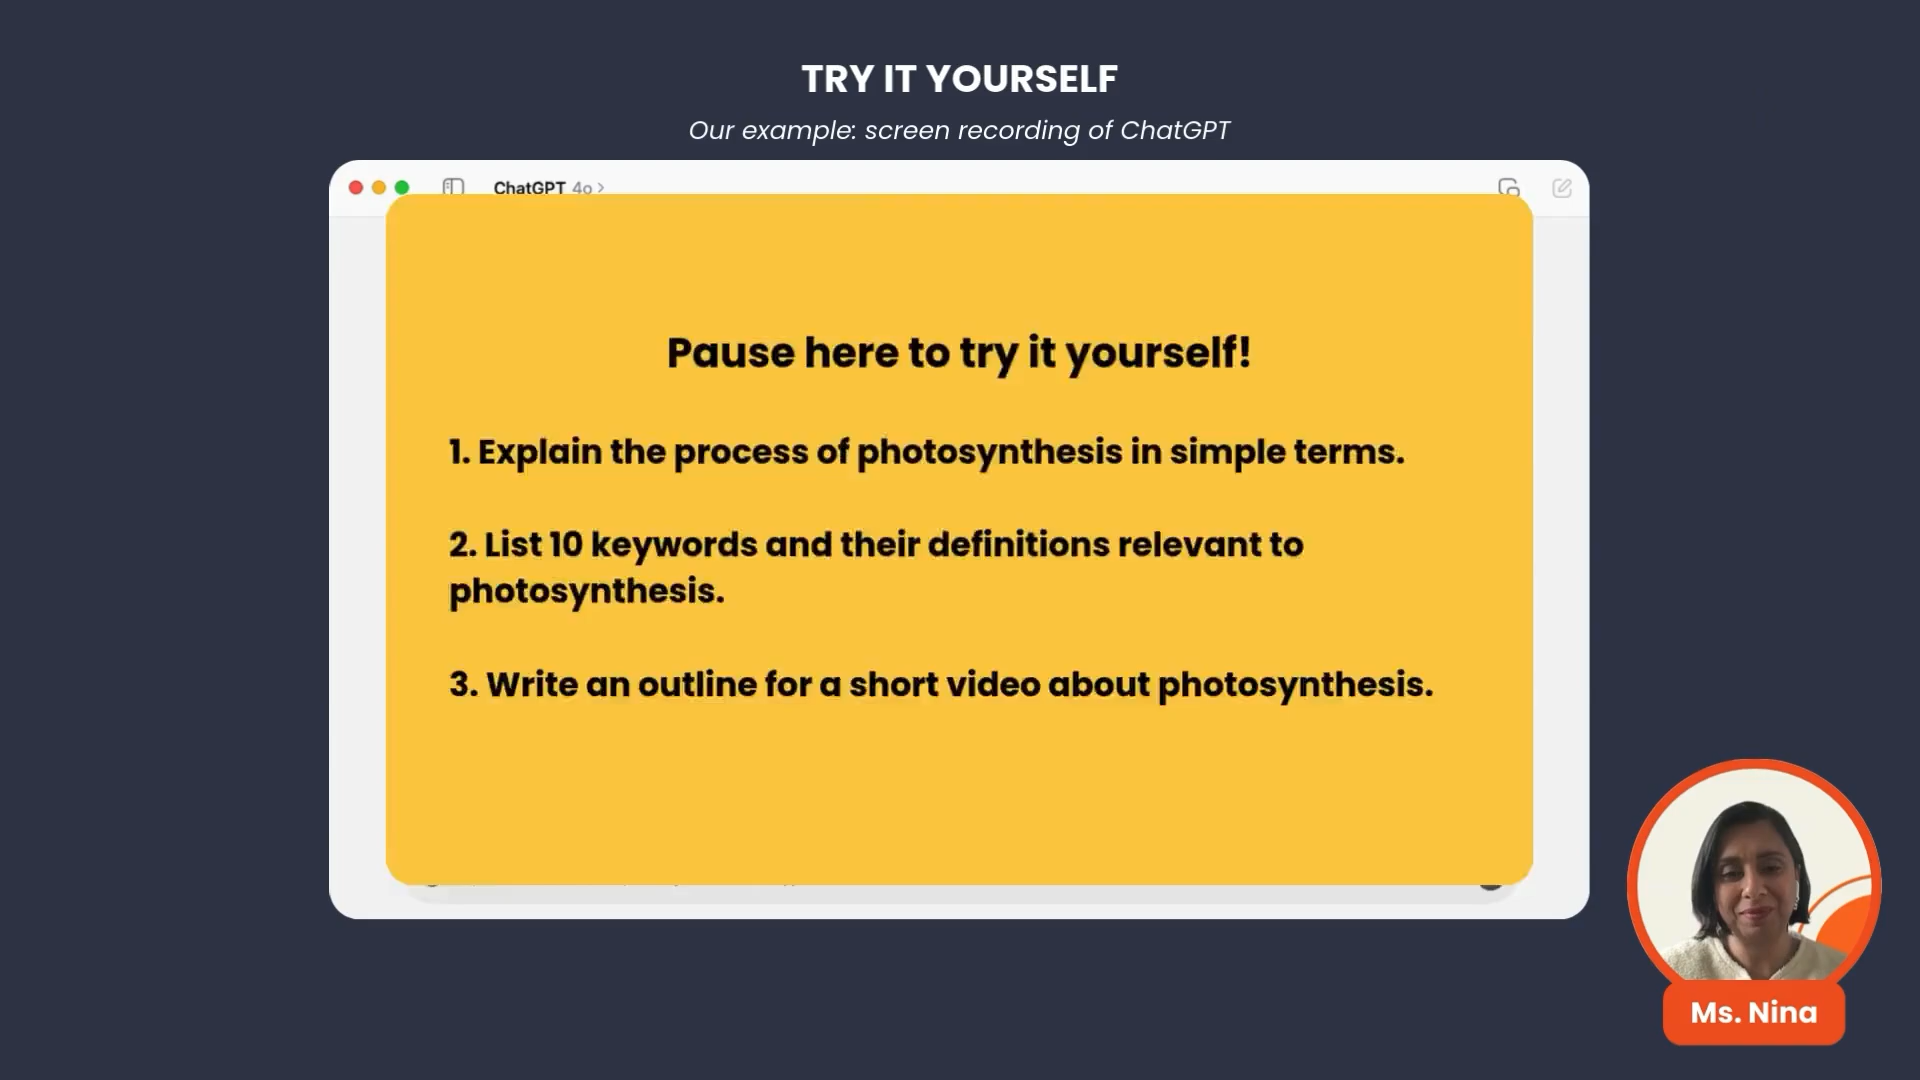 TRY IT YOURSELF
Our example: screen recording of ChatGPT
ChatGPT 4o >
Pause here to try it yourself!
1. Explain the process of photosynthesis in simple terms.
2. List 10 keywords and their definitions relevant to
photosynthesis.
3. Write an outline for a short video about photosynthesis.
Ms. Nina